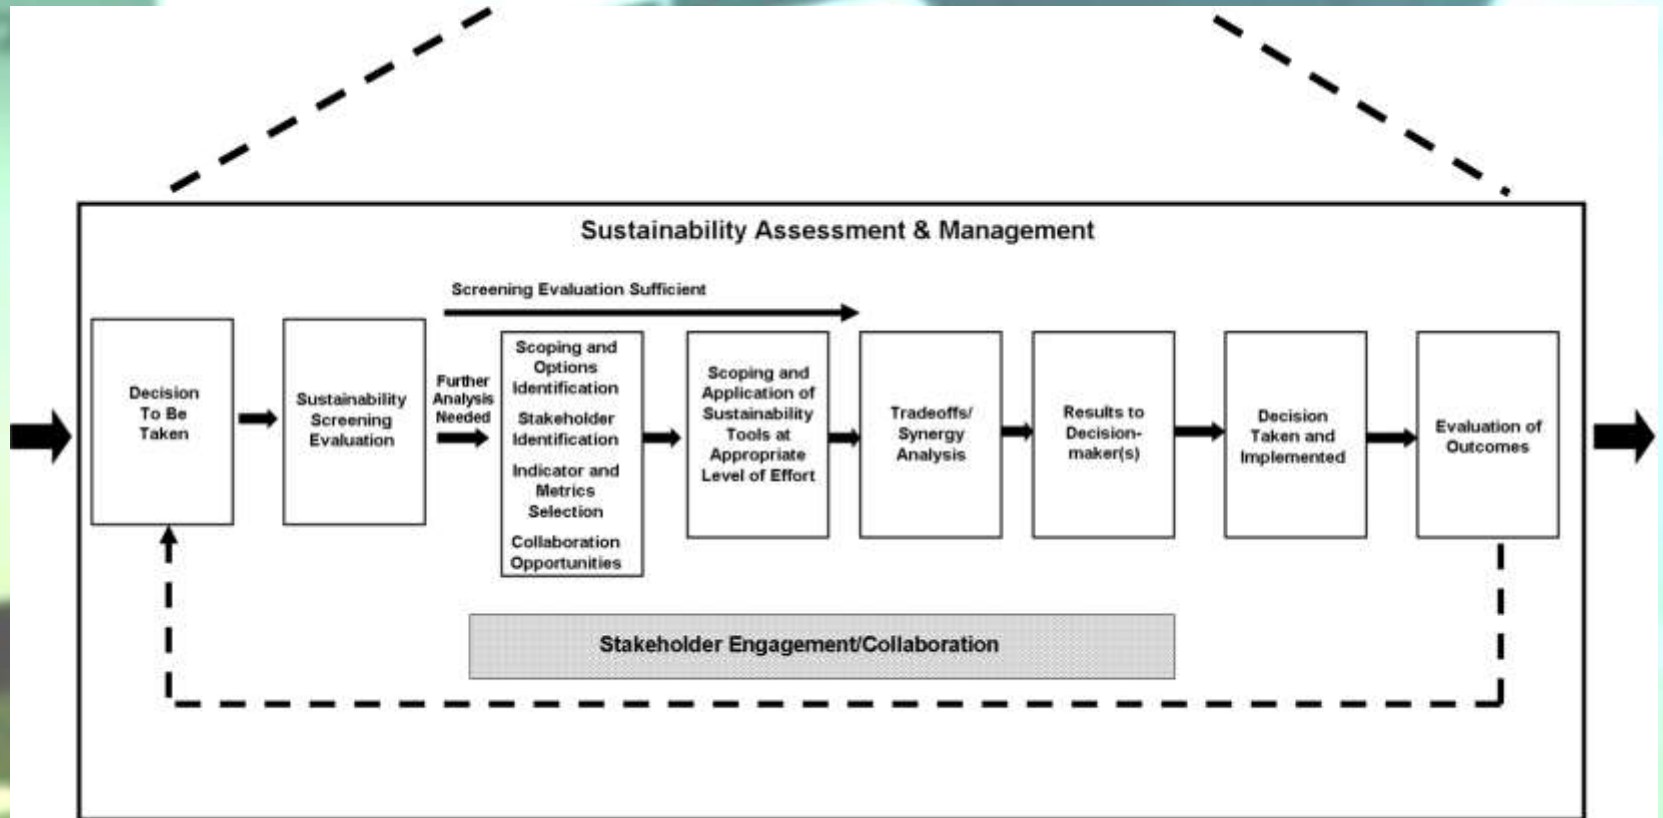 Sustainability Assessment & Management
Screening Evaluation Sufficient
Decision
To Be
Taken
Sustainability
Screening
Evaluation
Further
Analysis
Needed
Scoping and
Options
Identification
Stakeholder
Identification
Indicator and
Metrics
Selection
Collaboration
Opportunities
Scoping and
Application of
Sustainability
Tools at
Appropriate
Level of Effort
Tradeoffs/
Synergy
Analysis
Results to
Decision-
maker(s)
Decision
Taken and
Implemented
Evaluation of
Outcomes
Stakeholder Engagement/Collaboration